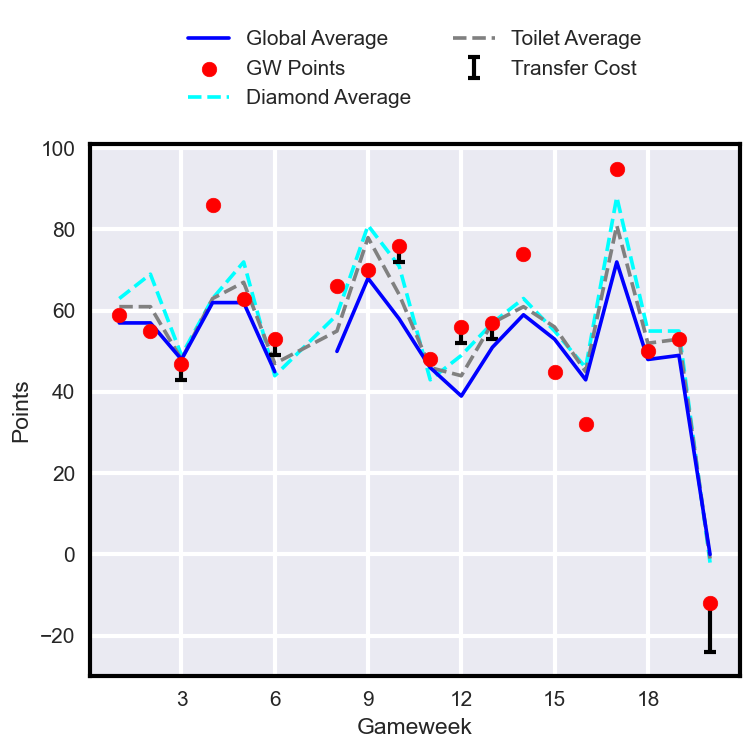 Global Average
GW Points
Diamond Average
Toilet Average
Transfer Cost
100
80
60
40
20
0
−20
Points
3 6 9 12 15 18
Gameweek